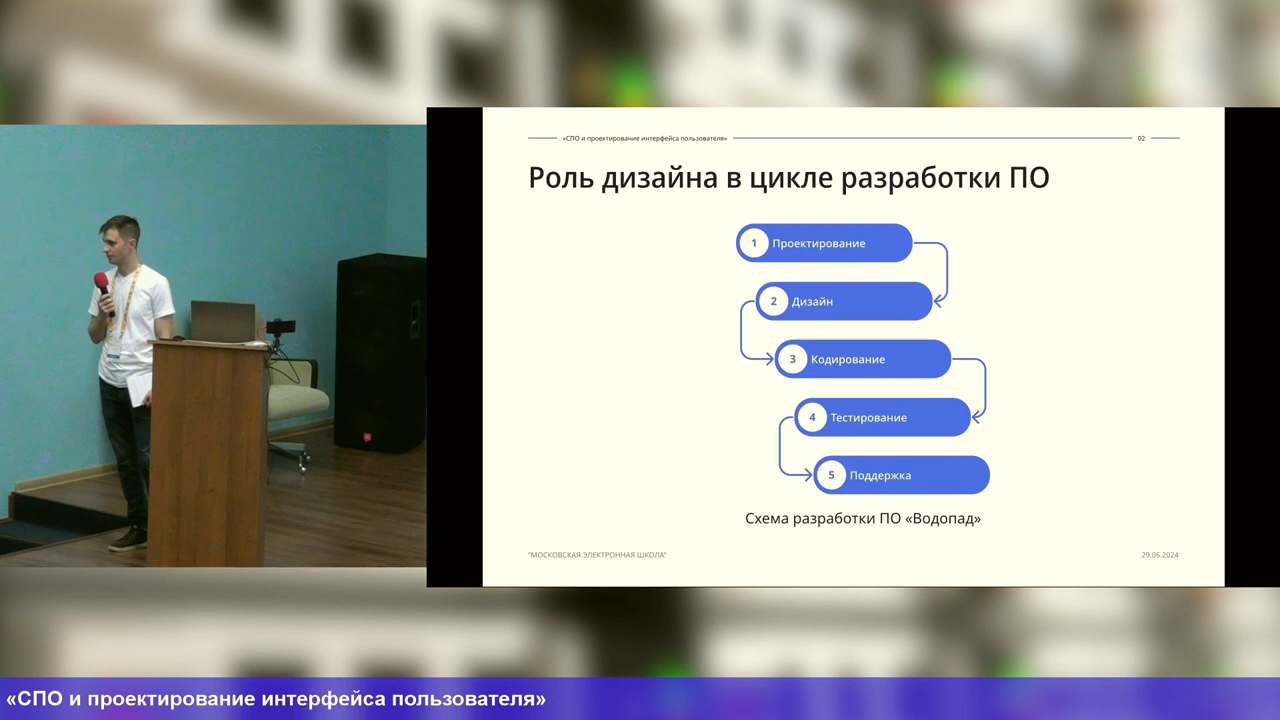 «СПО и проектирование интерфейса пользователя»
02
Роль дизайна в цикле разработки ПО
1 Проектирование
2 Дизайн
3 Кодирование
4 Тестирование
5 Поддержка
Схема разработки ПО «Водопад»
"МОСКОВСКАЯ ЭЛЕКТРОННАЯ ШКОЛА"
29.06.2024
«СПО и проектирование интерфейса пользователя»